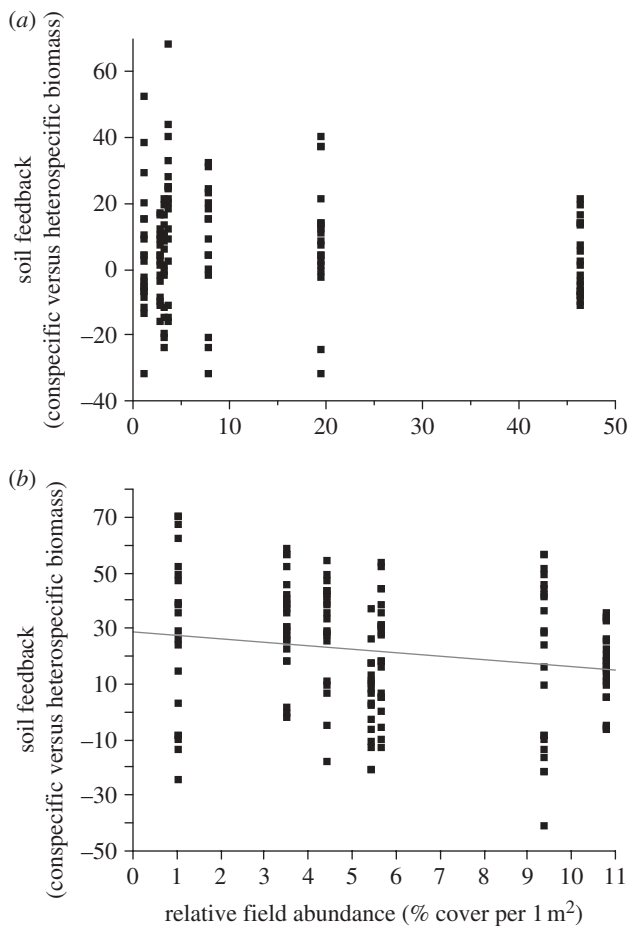 (a)
soil feedback
(conspecific versus heterospecific biomass)
60
40
20
0
–20
–40
0 10 20 30 40 50
(b)
soil feedback
(conspecific versus heterospecific biomass)
70
50
30
10
–10
–30
–50
0 1 2 3 4 5 6 7 8 9 10 11
relative field abundance (% cover per 1 m²)